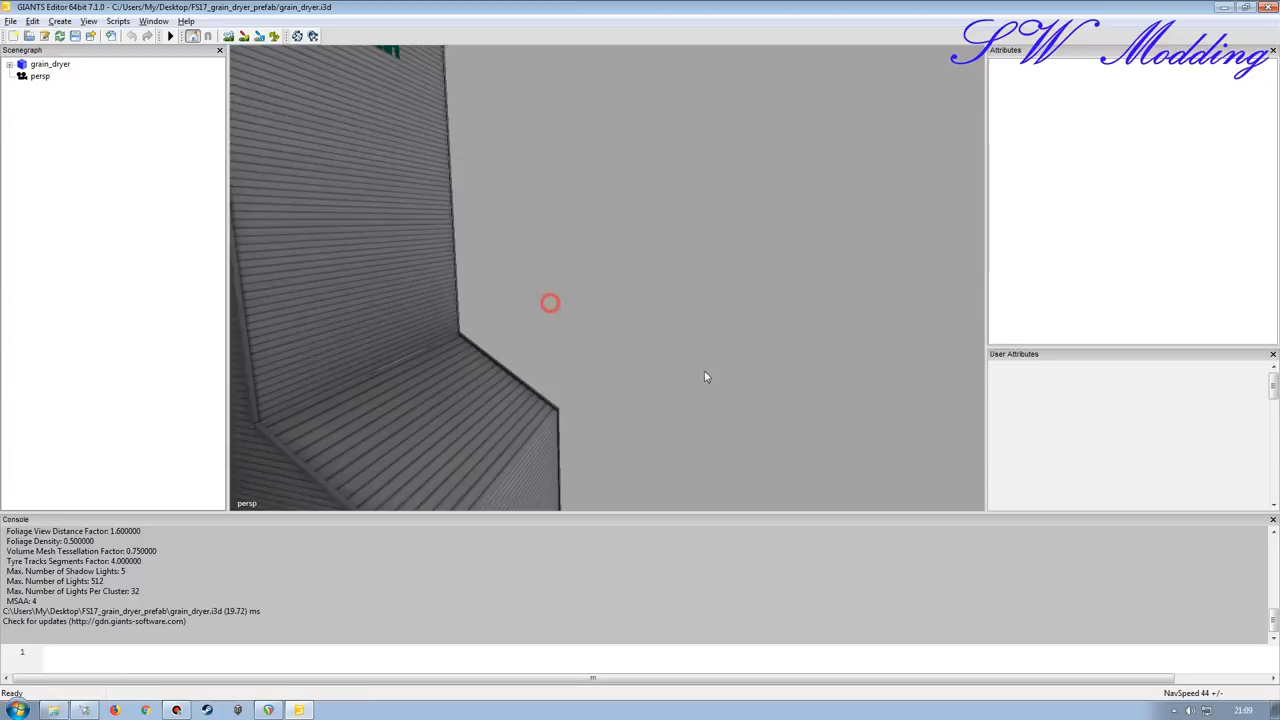 GIANTS Editor 64bit 7.1.0 - C:/Users/My/Desktop/FS17_grain_dryer_prefab/grain_dryer.i3d
File Edit Create View Scripts Window Help
SW Modding
Scenegraph
grain_dryer
persp
persp
Attributes
User Attributes
Console
Foliage View Distance Factor: 1.600000
Foliage Density: 0.500000
Volume Mesh Tessellation Factor: 0.750000
Tyre Tracks Segments Factor: 4.000000
Max. Number of Shadow Lights: 5
Max. Number of Lights: 512
Max. Number of Lights Per Cluster: 32
MSAA: 4
C:\Users\My\Desktop\FS17_grain_dryer_prefab\grain_dryer.i3d (19.72) ms
Check for updates (http://gdn.giants-software.com)
1
Ready
NavSpeed 44 +/-
21:09